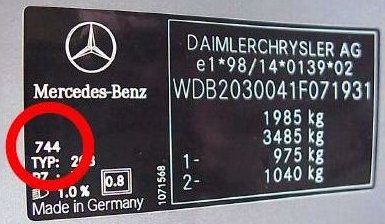 Mercedes-Benz
744
TYP:
1.0%
0.8
Made in Germany
1071568
DAIMLERCHRYSLER AG
e1*98/14*0139*02
WDB2030041F071931
1985 kg
3485 kg
1- 975 kg
2- 1040 kg